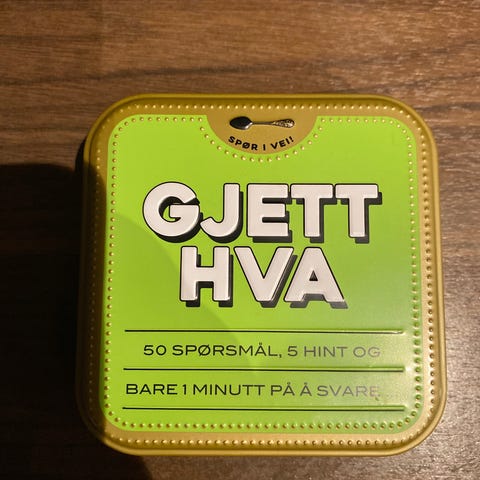 SPØR I VEI!
GJETT
HVA
50 SPØRSMÅL, 5 HINT OG
BARE 1 MINUTT PÅ Å SVARE